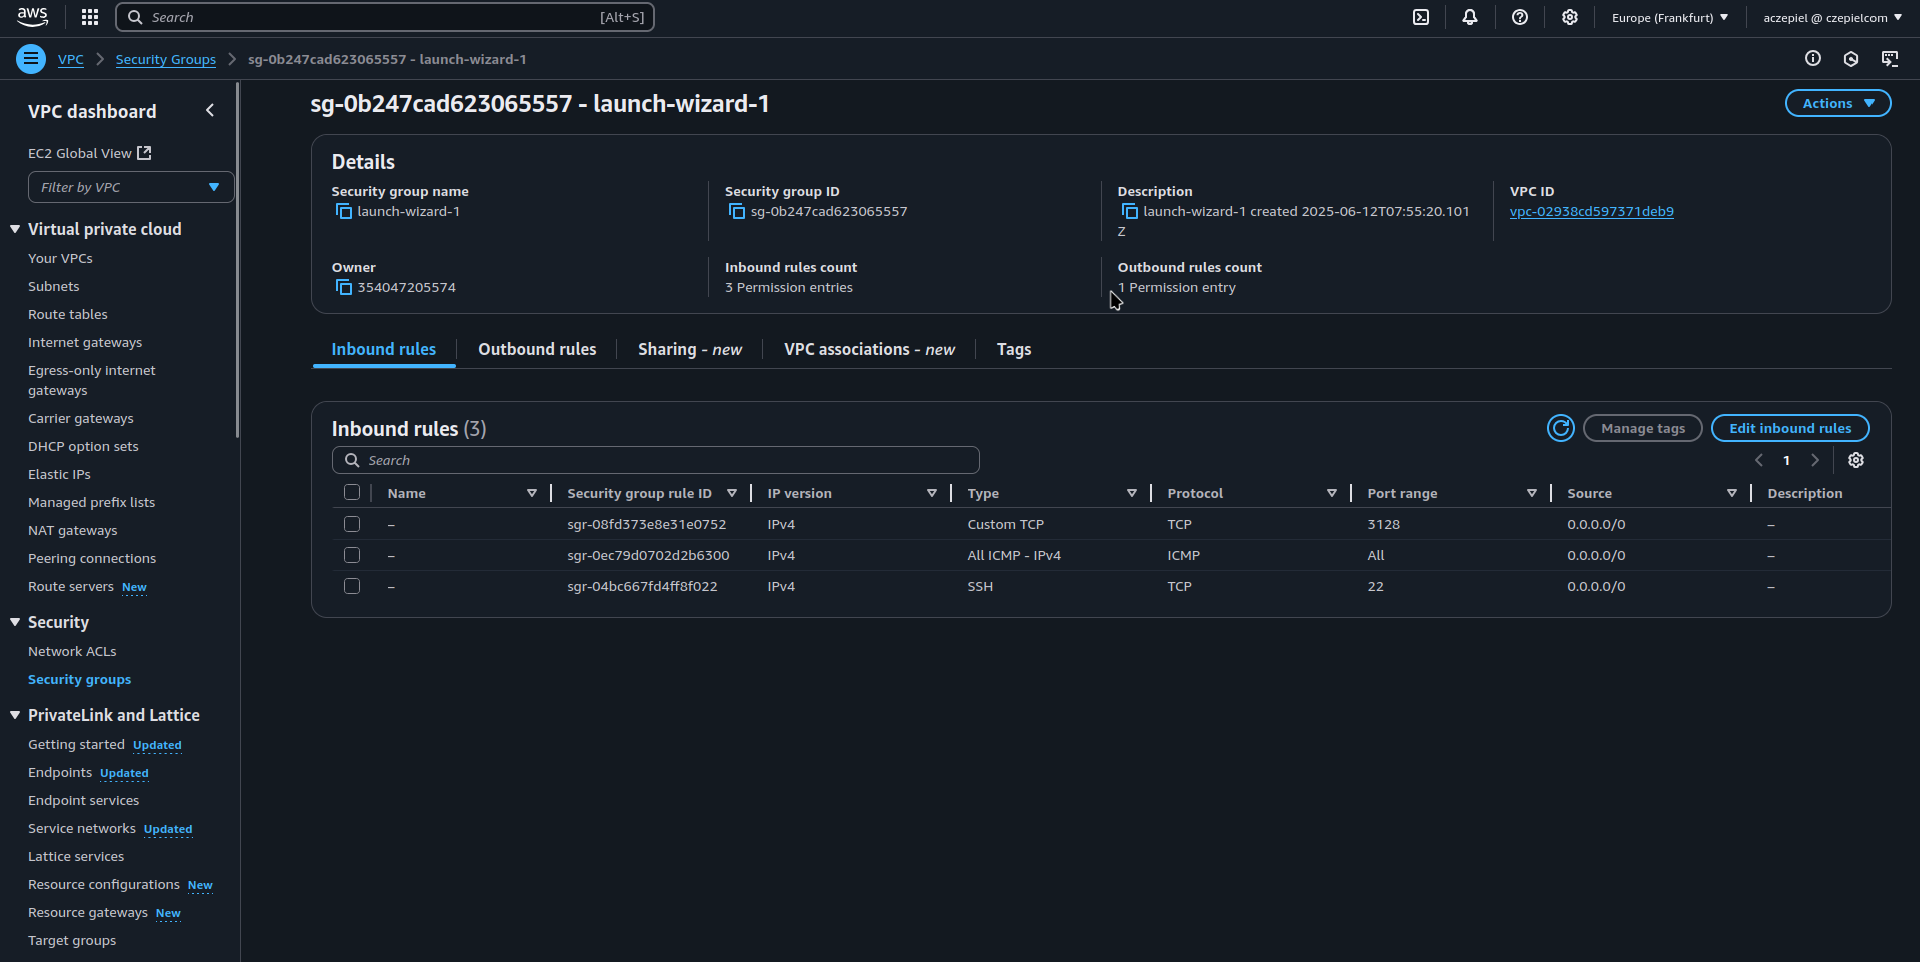 aws
Search [Alt+S]
Europe (Frankfurt)
aczepiel @ czepielcom
VPC
Security Groups
sg-0b247cad623065557 - launch-wizard-1
VPC dashboard
EC2 Global View
Filter by VPC
Virtual private cloud
Your VPCs
Subnets
Route tables
Internet gateways
Egress-only internet
gateways
Carrier gateways
DHCP option sets
Elastic IPs
Managed prefix lists
NAT gateways
Peering connections
Route servers New
Security
Network ACLs
Security groups
PrivateLink and Lattice
Getting started Updated
Endpoints Updated
Endpoint services
Service networks Updated
Lattice services
Resource configurations New
Resource gateways New
Target groups
sg-0b247cad623065557 - launch-wizard-1
Actions
Details
Security group name
launch-wizard-1
Security group ID
sg-0b247cad623065557
Description
launch-wizard-1 created 2025-06-12T07:55:20.101
Z
VPC ID
vpc-02938cd597371deb9
Owner
354047205574
Inbound rules count
3 Permission entries
Outbound rules count
1 Permission entry
Inbound rules
Outbound rules
Sharing - new
VPC associations - new
Tags
Inbound rules (3)
Manage tags
Edit inbound rules
Search
1
Name Security group rule ID IP version Type Protocol Port range Source Description
– sgr-08fd373e8e31e0752 IPv4 Custom TCP TCP 3128 0.0.0.0/0 –
– sgr-0ec79d0702d2b6300 IPv4 All ICMP - IPv4 ICMP All 0.0.0.0/0 –
– sgr-04bc667fd4ff8f022 IPv4 SSH TCP 22 0.0.0.0/0 –